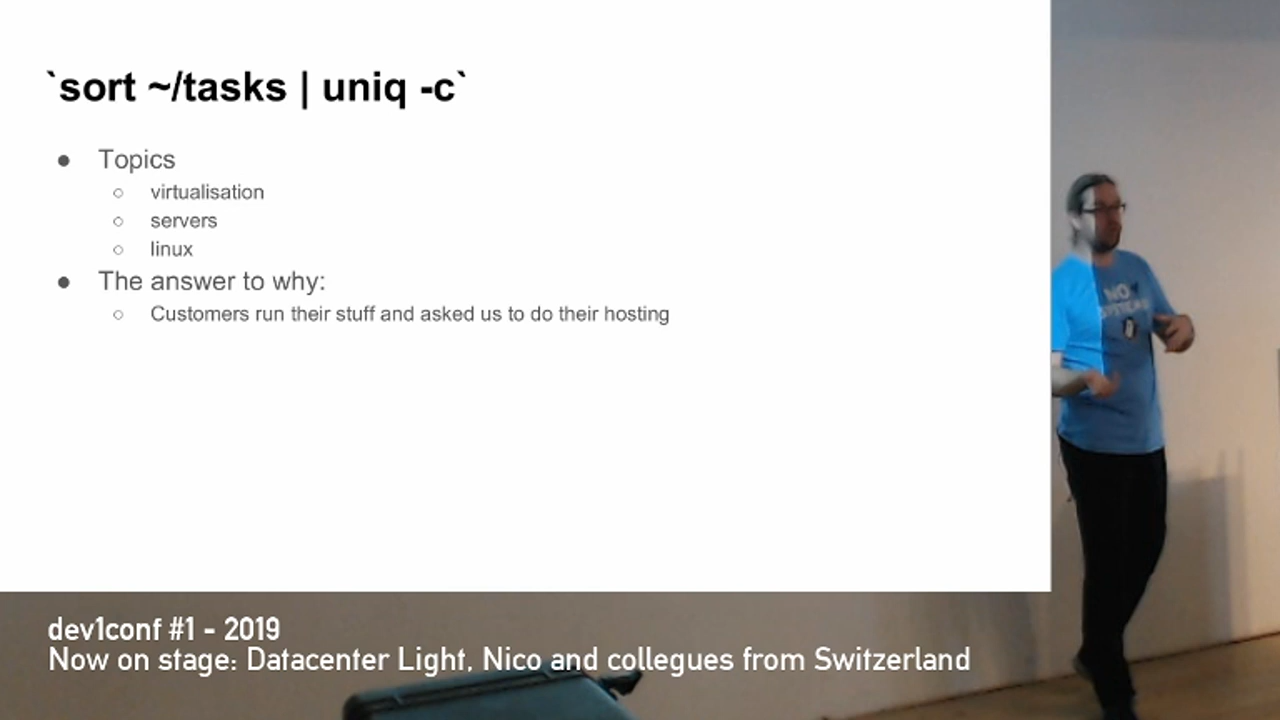 `sort ~/tasks | uniq -c`
● Topics
○ virtualisation
○ servers
○ linux
● The answer to why:
○ Customers run their stuff and asked us to do their hosting
NO
dev1conf #1 - 2019
Now on stage: Datacenter Light, Nico and collegues from Switzerland